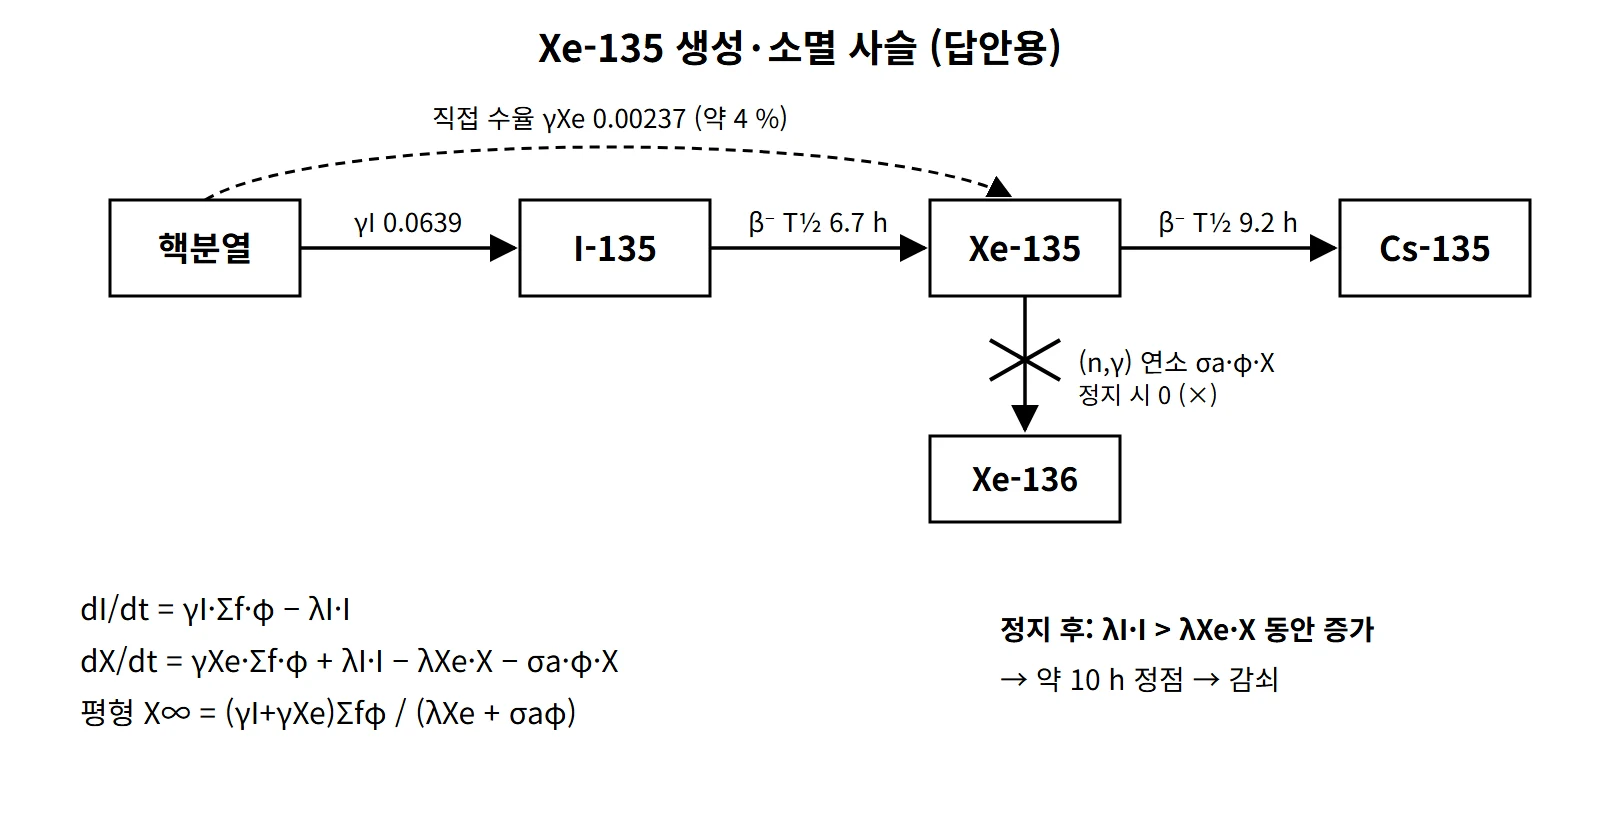 Xe-135 생성·소멸 사슬 (답안용)
직접 수율 γXe 0.00237 (약 4 %)
핵분열
γI 0.0639
I-135
β⁻ T½ 6.7 h
Xe-135
β⁻ T½ 9.2 h
Cs-135
(n,γ) 연소 σa·ϕ·X
정지 시 0 (×)
Xe-136
dI/dt = γI·Σf·ϕ − λI·I
dX/dt = γXe·Σf·ϕ + λI·I − λXe·X − σa·ϕ·X
평형 X∞ = (γI+γXe)Σfϕ / (λXe + σaϕ)
정지 후: λI·I > λXe·X 동안 증가
→ 약 10 h 정점 → 감쇠